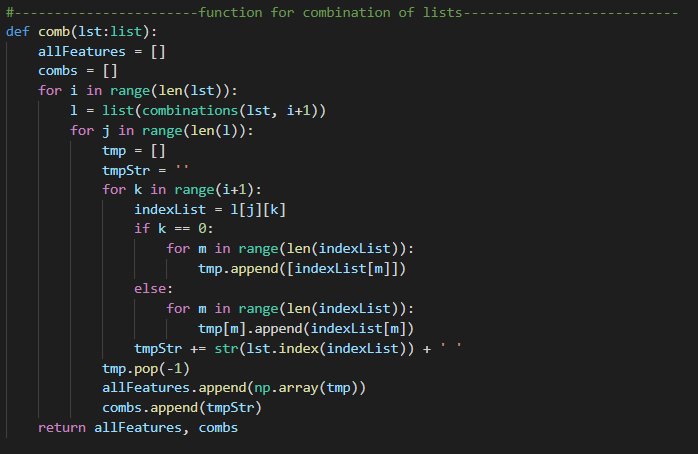 #-----------------------function for combination of lists---------------------------
def comb(lst:list):
    allFeatures = []
    combs = []
    for i in range(len(lst)):
        l = list(combinations(lst, i+1))
        for j in range(len(l)):
            tmp = []
            tmpStr = ''
            for k in range(i+1):
                indexList = l[j][k]
                if k == 0:
                    for m in range(len(indexList)):
                        tmp.append([indexList[m]])
                else:
                    for m in range(len(indexList)):
                        tmp[m].append(indexList[m])
                tmpStr += str(lst.index(indexList)) + ' '
            tmp.pop(-1)
            allFeatures.append(np.array(tmp))
            combs.append(tmpStr)
    return allFeatures, combs